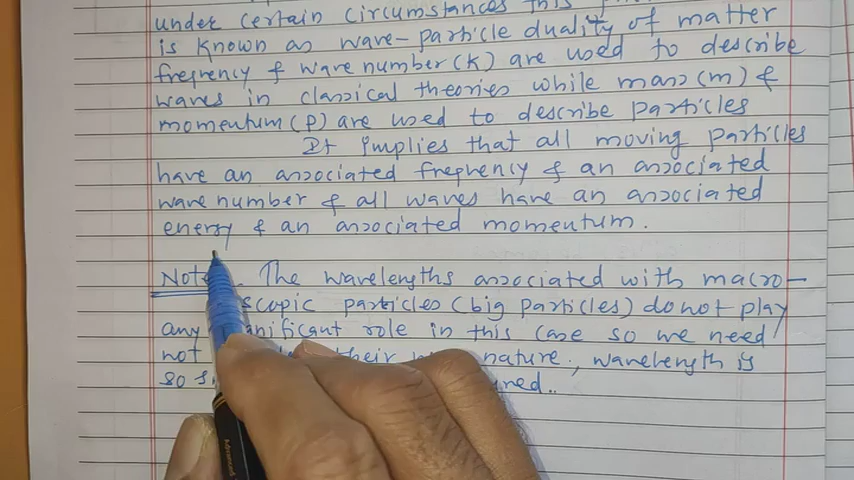 under certain circumstances this
is known as wave-particle duality of matter
frequency & wavenumber (K) are used to describe
waves in classical theories while mass (m) &
momentum (P) are used to describe particles
It implies that all moving particles
have an associated frequency & an associated
wave number & all waves have an associated
energy & an associated momentum.
Note The wavelengths associated with macro-
scopic particles (big particles) do not play
any role in this case so we need
not their nature, wavelength is
so